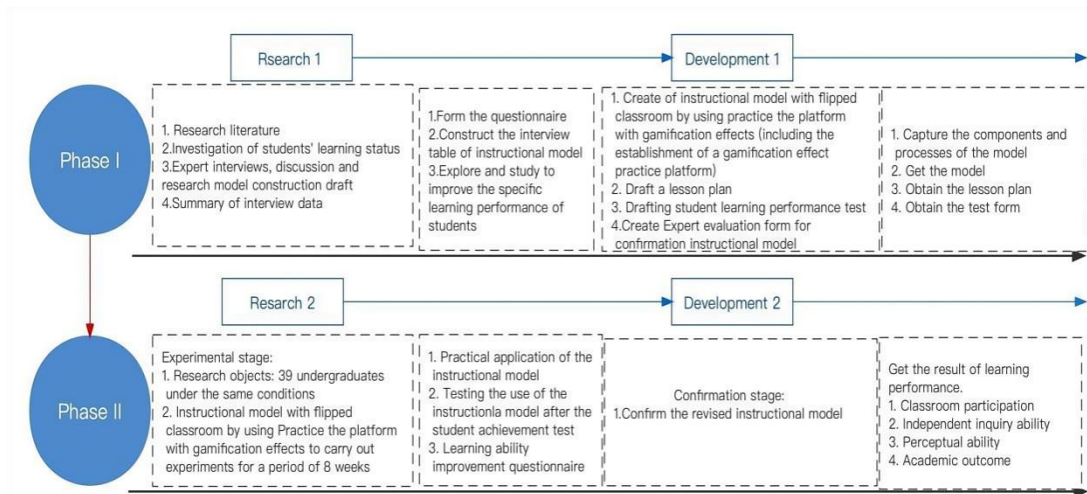 Rsearch 1
Development 1
Phase I
1. Research literature
2.Investigation of students' learning status
3.Expert interviews, discussion and
research model construction draft
4.Summary of interview data
1.Form the questionnaire
2.Construct the interview
table of instructional model
3.Explore and study to
improve the specific
learning performance of
students
1. Create of instructional model with flipped
classroom by using practice the platform
with gamification effects (including the
establishment of a gamification effect
practice platform)
2. Draft a lesson plan
3. Drafting student learning performance test
4.Create Expert evaluation form for
confirmation instructional model
1. Capture the components and
processes of the model
2. Get the model
3. Obtain the lesson plan
4. Obtain the test form
Resarch 2
Development 2
Phase II
Experimental stage:
1. Research objects: 39 undergraduates
under the same conditions
2. Instructional model with flipped
classroom by using Practice the platform
with gamification effects to carry out
experiments for a period of 8 weeks
1. Practical application of the
instructional model
2. Testing the use of the
instructionla model after the
student achievement test
3. Learning ability
improvement questionnaire
Confirmation stage:
1.Confirm the revised instructional model
Get the result of learning
performance.
1. Classroom participation
2. Independent inquiry ability
3. Perceptual ability
4. Academic outcome